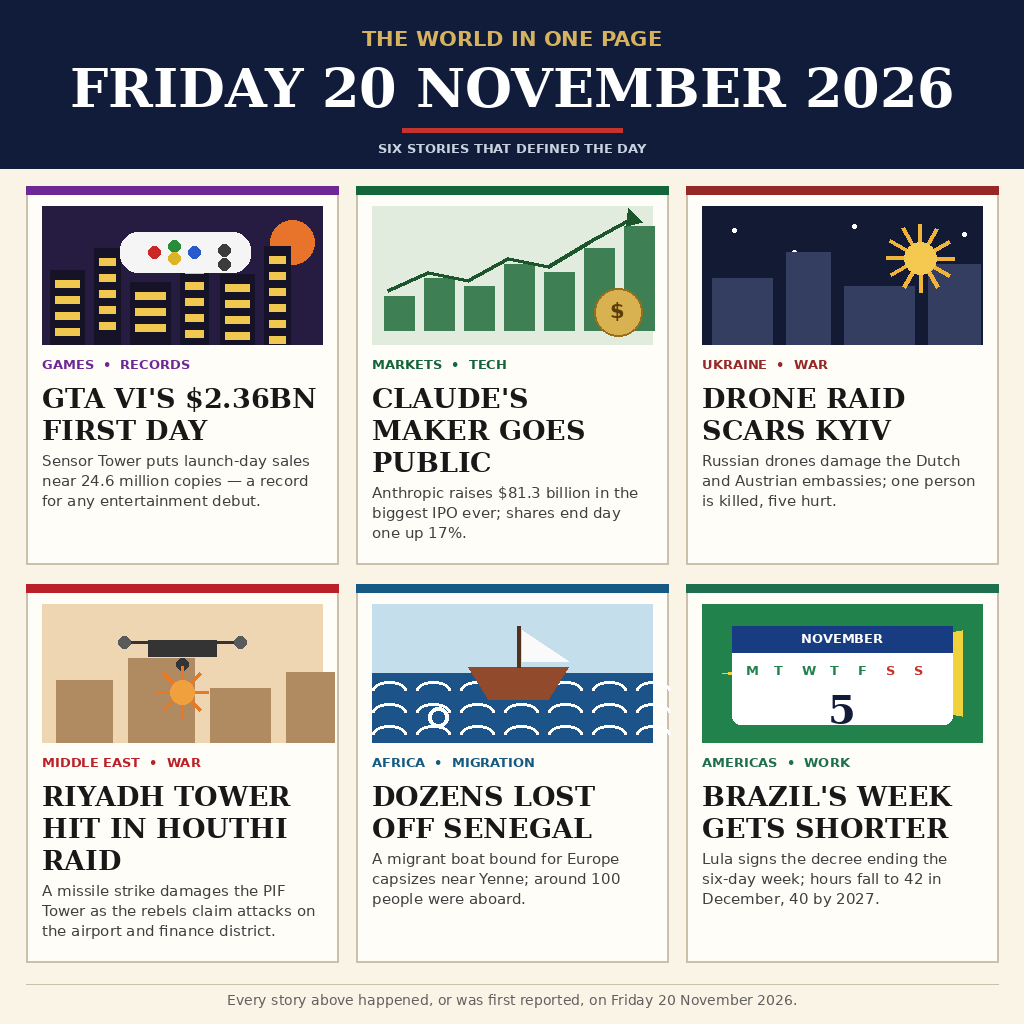 THE WORLD IN ONE PAGE
FRIDAY 20 NOVEMBER 2026
SIX STORIES THAT DEFINED THE DAY
GAMES • RECORDS
GTA VI'S $2.36BN
FIRST DAY
Sensor Tower puts launch-day sales
near 24.6 million copies — a record
for any entertainment debut.
$
MARKETS • TECH
CLAUDE'S
MAKER GOES
PUBLIC
Anthropic raises $81.3 billion in the
biggest IPO ever; shares end day
one up 17%.
UKRAINE • WAR
DRONE RAID
SCARS KYIV
Russian drones damage the Dutch
and Austrian embassies; one person
is killed, five hurt.
MIDDLE EAST • WAR
RIYADH TOWER
HIT IN HOUTHI
RAID
A missile strike damages the PIF
Tower as the rebels claim attacks on
the airport and finance district.
AFRICA • MIGRATION
DOZENS LOST
OFF SENEGAL
A migrant boat bound for Europe
capsizes near Yenne; around 100
people were aboard.
NOVEMBER
M T W T F S S
5
AMERICAS • WORK
BRAZIL'S WEEK
GETS SHORTER
Lula signs the decree ending the
six-day week; hours fall to 42 in
December, 40 by 2027.
Every story above happened, or was first reported, on Friday 20 November 2026.